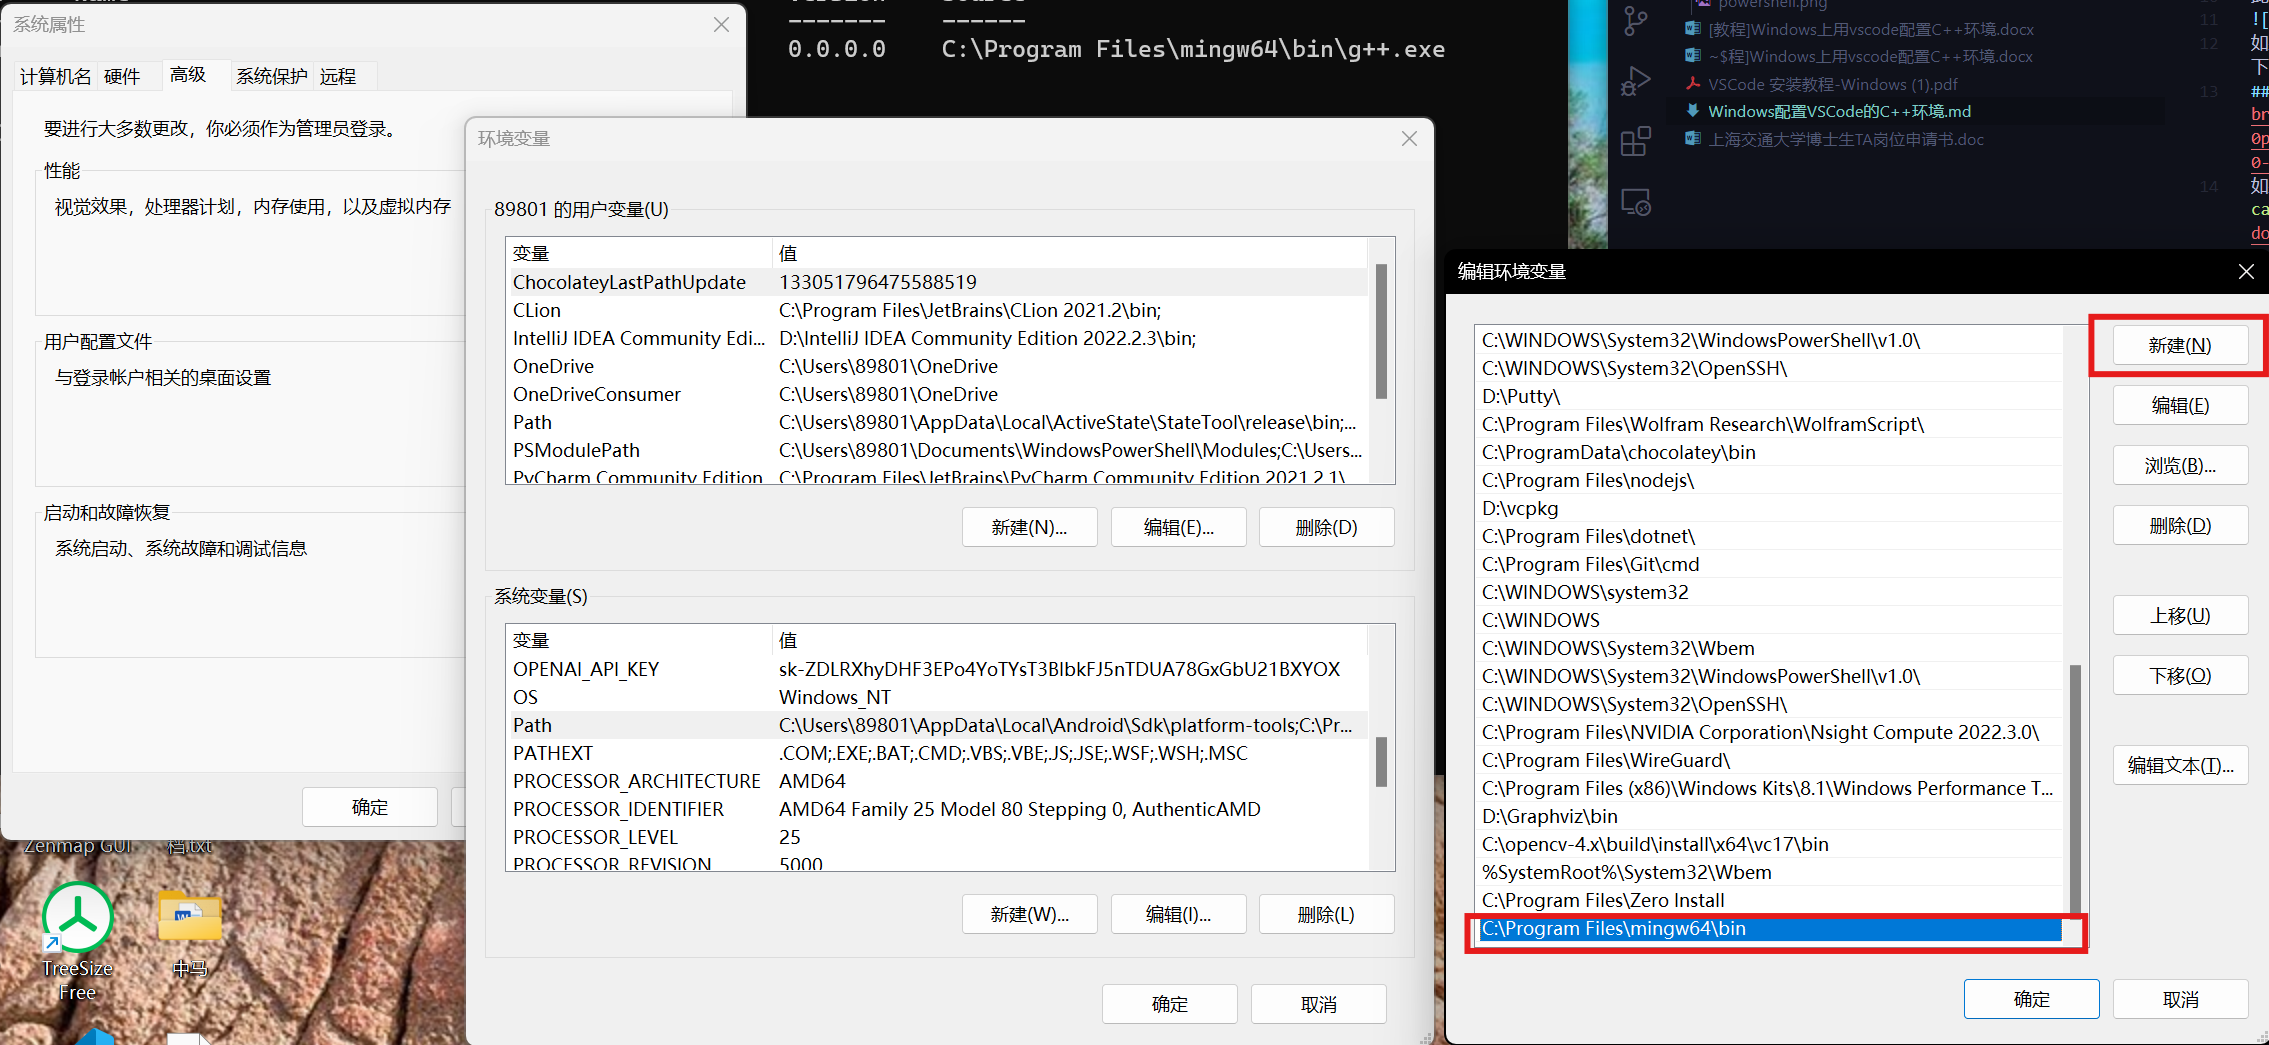 系统属性
计算机名
硬件
高级
系统保护
远程
要进行大多数更改，你必须作为管理员登录。
性能
视觉效果，处理器计划，内存使用，以及虚拟内存
用户配置文件
与登录帐户相关的桌面设置
启动和故障恢复
系统启动、系统故障和调试信息
确定
------- ------
0.0.0.0 C:\Program Files\mingw64\bin\g++.exe
powershell.png
[教程]Windows上用vscode配置C++环境.docx
~$程]Windows上用vscode配置C++环境.docx
VSCode 安装教程-Windows (1).pdf
Windows配置VSCode的C++环境.md
上海交通大学博士生TA岗位申请书.doc
11 ![
12 如
下
13 ##
br
0p
0-
14 如
ca
do
环境变量
89801 的用户变量(U)
变量 值
ChocolateyLastPathUpdate 133051796475588519
CLion C:\Program Files\JetBrains\CLion 2021.2\bin;
IntelliJ IDEA Community Edi... D:\IntelliJ IDEA Community Edition 2022.2.3\bin;
OneDrive C:\Users\89801\OneDrive
OneDriveConsumer C:\Users\89801\OneDrive
Path C:\Users\89801\AppData\Local\ActiveState\StateTool\release\bin;...
PSModulePath C:\Users\89801\Documents\WindowsPowerShell\Modules;C:\Users...
PyCharm Community Edition C:\Program Files\JetBrains\PyCharm Community Edition 2021.2.1\
新建(N)... 编辑(E)... 删除(D)
系统变量(S)
变量 值
OPENAI_API_KEY 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
OS Windows_NT
Path C:\Users\89801\AppData\Local\Android\Sdk\platform-tools;C:\Pr...
PATHEXT .COM;.EXE;.BAT;.CMD;.VBS;.VBE;.JS;.JSE;.WSF;.WSH;.MSC
PROCESSOR_ARCHITECTURE AMD64
PROCESSOR_IDENTIFIER AMD64 Family 25 Model 80 Stepping 0, AuthenticAMD
PROCESSOR_LEVEL 25
PROCESSOR_REVISION 5000
新建(W)... 编辑(I)... 删除(L)
确定 取消
编辑环境变量
C:\WINDOWS\System32\WindowsPowerShell\v1.0\
C:\WINDOWS\System32\OpenSSH\
D:\Putty\
C:\Program Files\Wolfram Research\WolframScript\
C:\ProgramData\chocolatey\bin
C:\Program Files\nodejs\
D:\vcpkg
C:\Program Files\dotnet\
C:\Program Files\Git\cmd
C:\WINDOWS\system32
C:\WINDOWS
C:\WINDOWS\System32\Wbem
C:\WINDOWS\System32\WindowsPowerShell\v1.0\
C:\WINDOWS\System32\OpenSSH\
C:\Program Files\NVIDIA Corporation\Nsight Compute 2022.3.0\
C:\Program Files\WireGuard\
C:\Program Files (x86)\Windows Kits\8.1\Windows Performance T...
D:\Graphviz\bin
C:\opencv-4.x\build\install\x64\vc17\bin
%SystemRoot%\System32\Wbem
C:\Program Files\Zero Install
C:\Program Files\mingw64\bin
新建(N)
编辑(E)
浏览(B)...
删除(D)
上移(U)
下移(O)
编辑文本(T)...
确定 取消
Zenmap GUI
档.txt
TreeSize
Free
中马